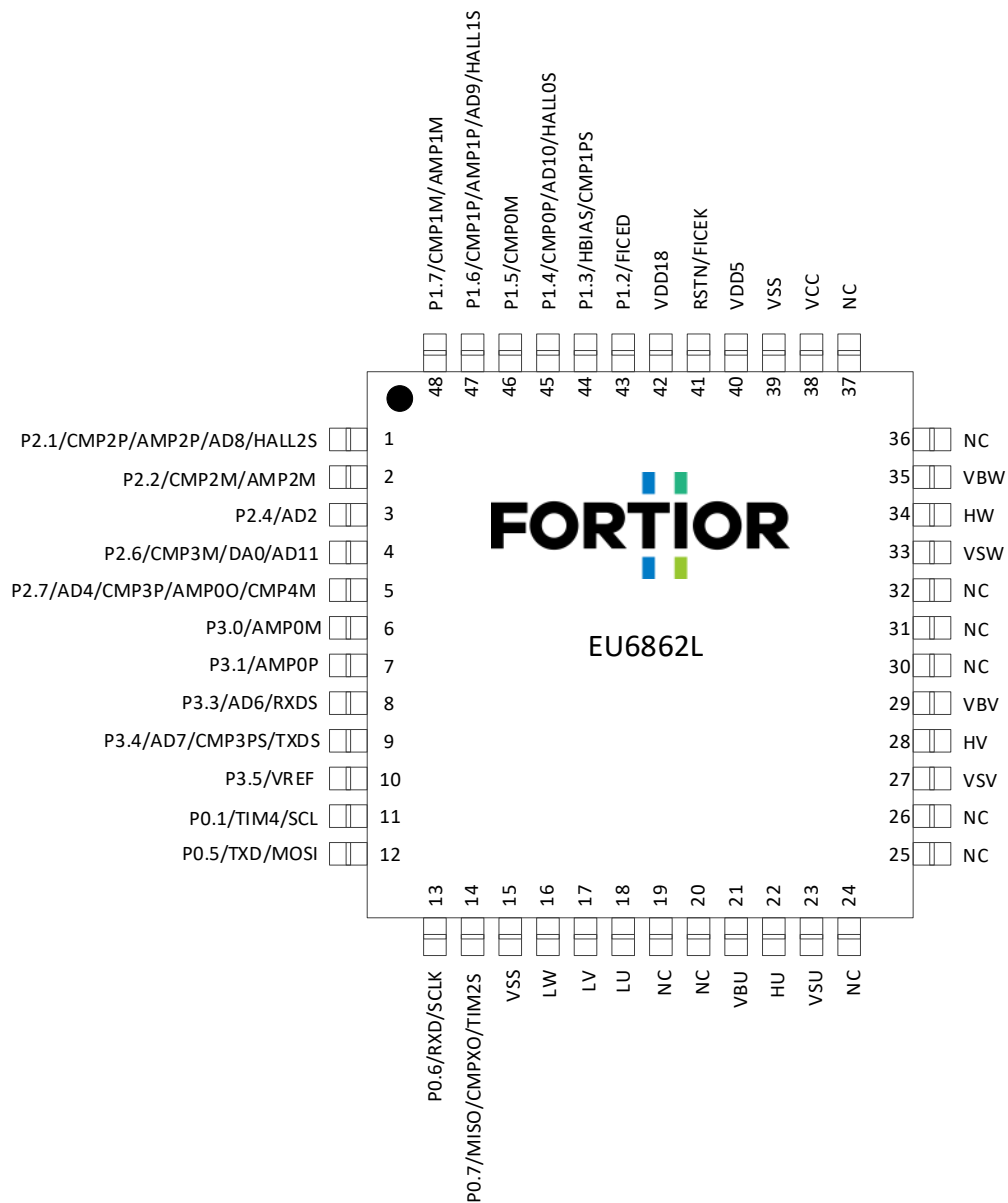 P1.7/CMP1M/AMP1M
P1.6/CMP1P/AMP1P/AD9/HALL1S
P1.5/CMP0M
P1.4/CMP0P/AD10/HALL0S
P1.3/HBIAS/CMP1PS
P1.2/FICED
VDD18
RSTN/FICEK
VDD5
VSS
VCC
NC
48
47
46
45
44
43
42
41
40
39
38
37
P2.1/CMP2P/AMP2P/AD8/HALL2S 1
P2.2/CMP2M/AMP2M 2
P2.4/AD2 3
P2.6/CMP3M/DA0/AD11 4
P2.7/AD4/CMP3P/AMP0O/CMP4M 5
P3.0/AMP0M 6
P3.1/AMP0P 7
P3.3/AD6/RXDS 8
P3.4/AD7/CMP3PS/TXDS 9
P3.5/VREF 10
P0.1/TIM4/SCL 11
P0.5/TXD/MOSI 12
FORTIOR
EU6862L
36 NC
35 VBW
34 HW
33 VSW
32 NC
31 NC
30 NC
29 VBV
28 HV
27 VSV
26 NC
25 NC
13
14
15
16
17
18
19
20
21
22
23
24
P0.6/RXD/SCLK
P0.7/MISO/CMPXO/TIM2S
VSS
LW
LV
LU
NC
NC
VBU
HU
VSU
NC